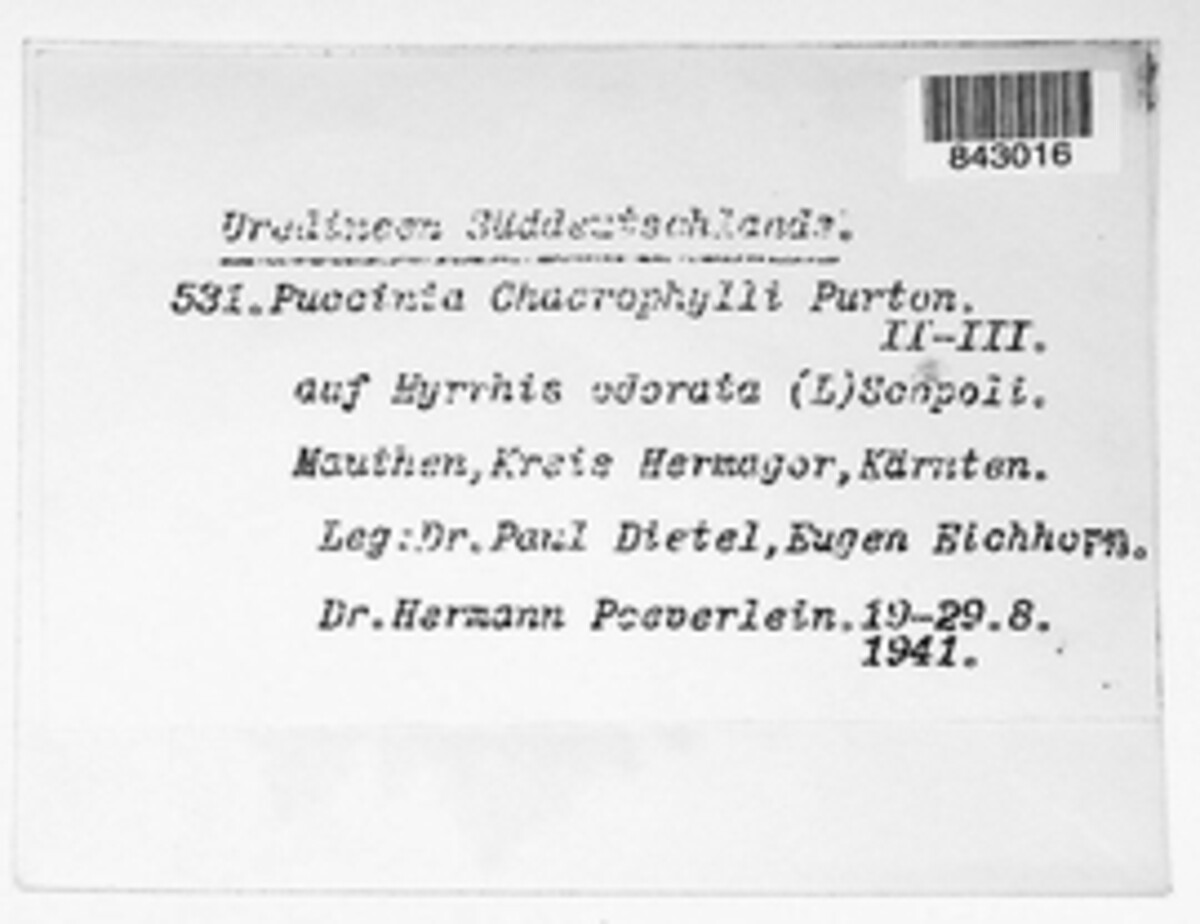 843016
Uredineen Süddeutschlands.
531. Puccinia Chaerophylli Purton.
II-III.
auf Myrrhis odorata (L)Scopoli.
Mauthen, Kreis Hermagor, Kärnten.
Leg: Dr. Paul Dietel, Eugen Eichhorn.
Dr. Hermann Poeverlein. 19-29.8.
1941.